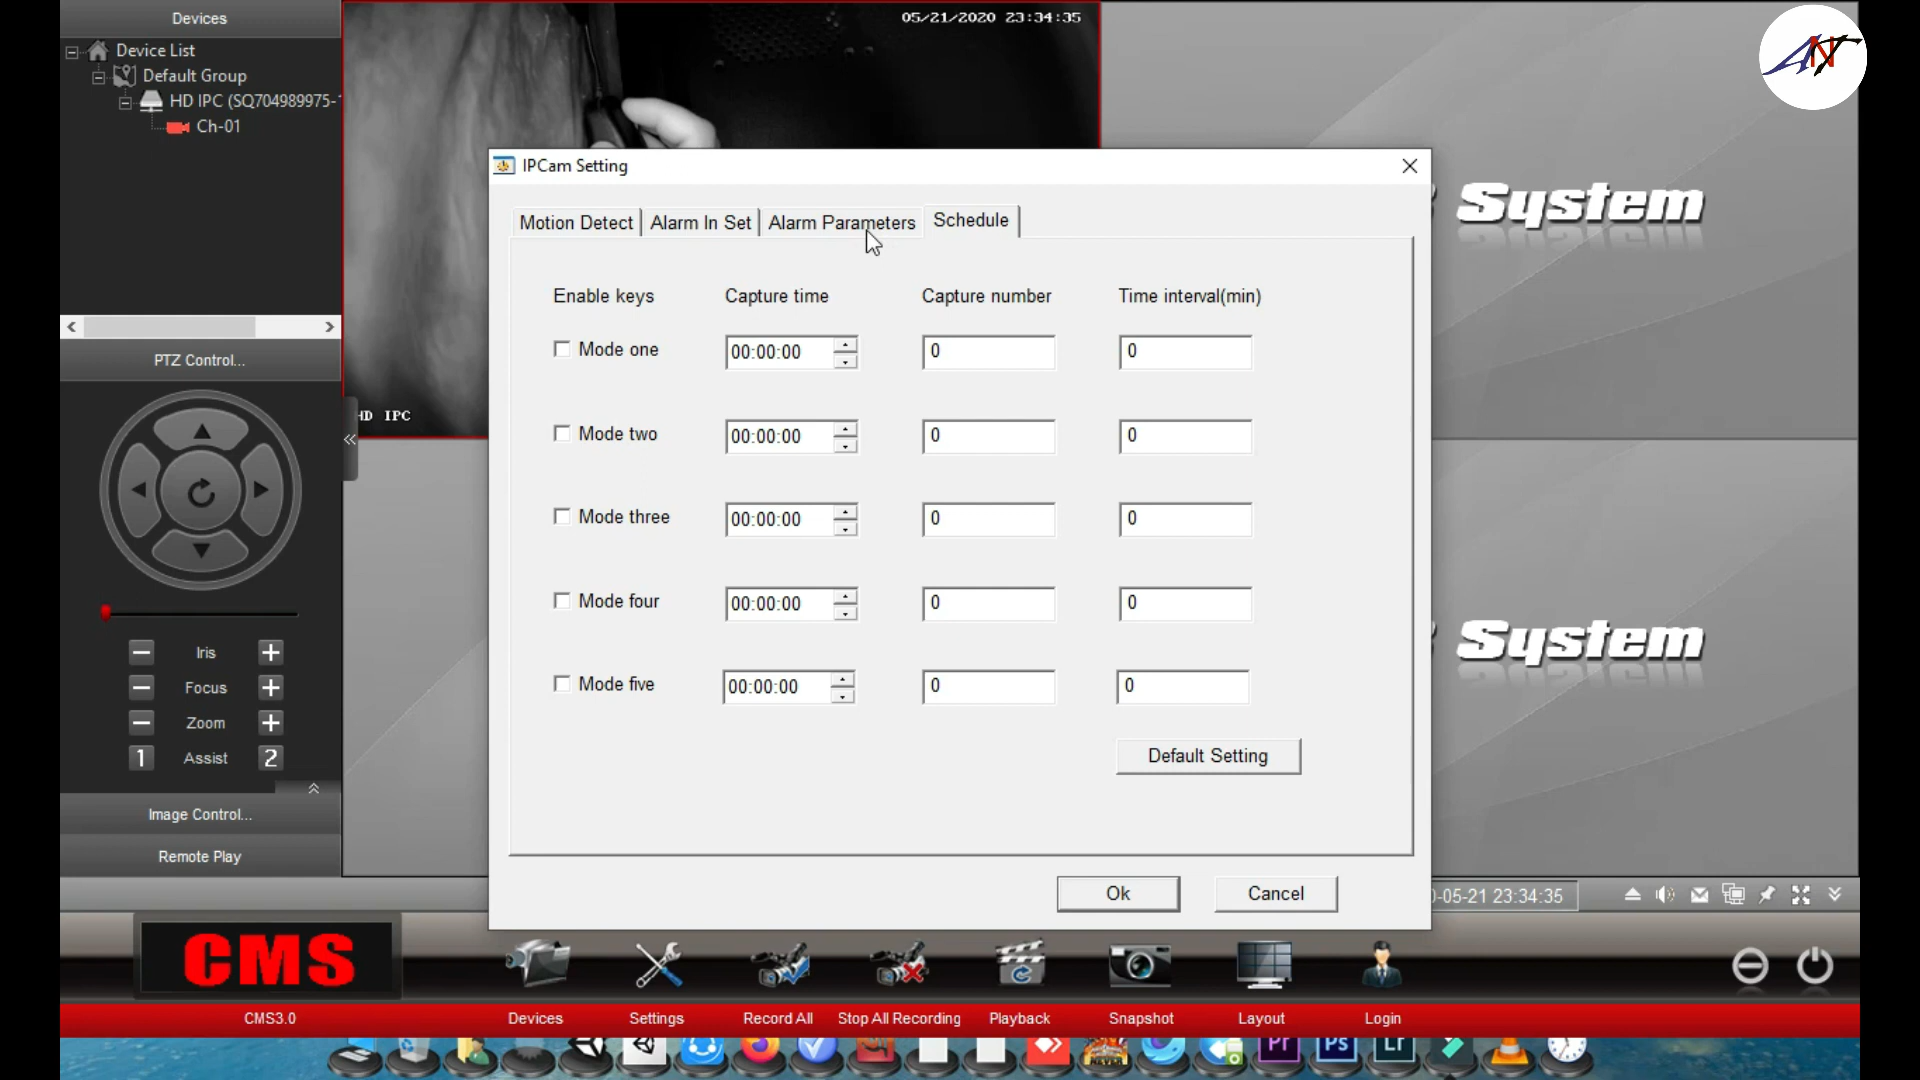 Devices
Device List
Default Group
HD IPC (SQ704989975-
Ch-01
05/21/2020 23:34:35
ANT
IPCam Setting
Motion Detect
Alarm In Set
Alarm Parameters
Schedule
Enable keys
Capture time
Capture number
Time interval(min)
Mode one
00:00:00
0
0
Mode two
00:00:00
0
0
Mode three
00:00:00
0
0
Mode four
00:00:00
0
0
Mode five
00:00:00
0
0
Default Setting
Ok
Cancel
System
System
HD IPC
PTZ Control...
Iris
Focus
Zoom
1 Assist 2
Image Control...
Remote Play
0-05-21 23:34:35
CMS
CMS3.0
Devices
Settings
Record All
Stop All Recording
Playback
Snapshot
Layout
Login
Pr
Ps
Lr